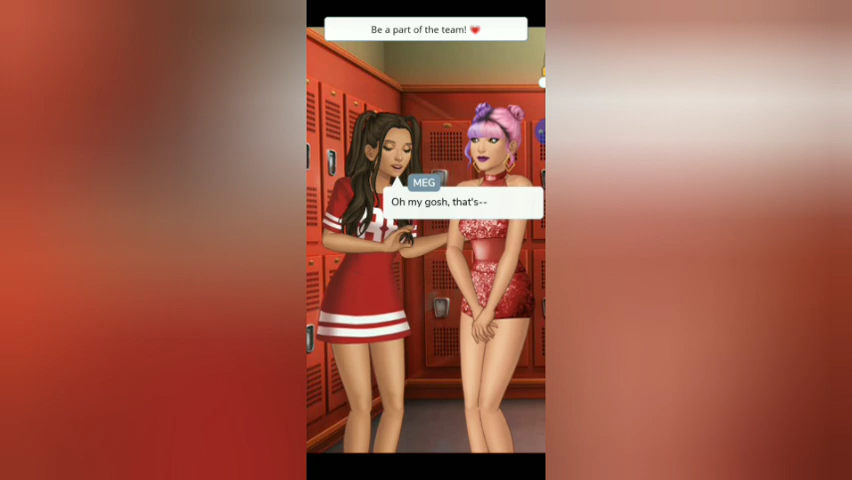 Be a part of the team! 💗
MEG
Oh my gosh, that's--